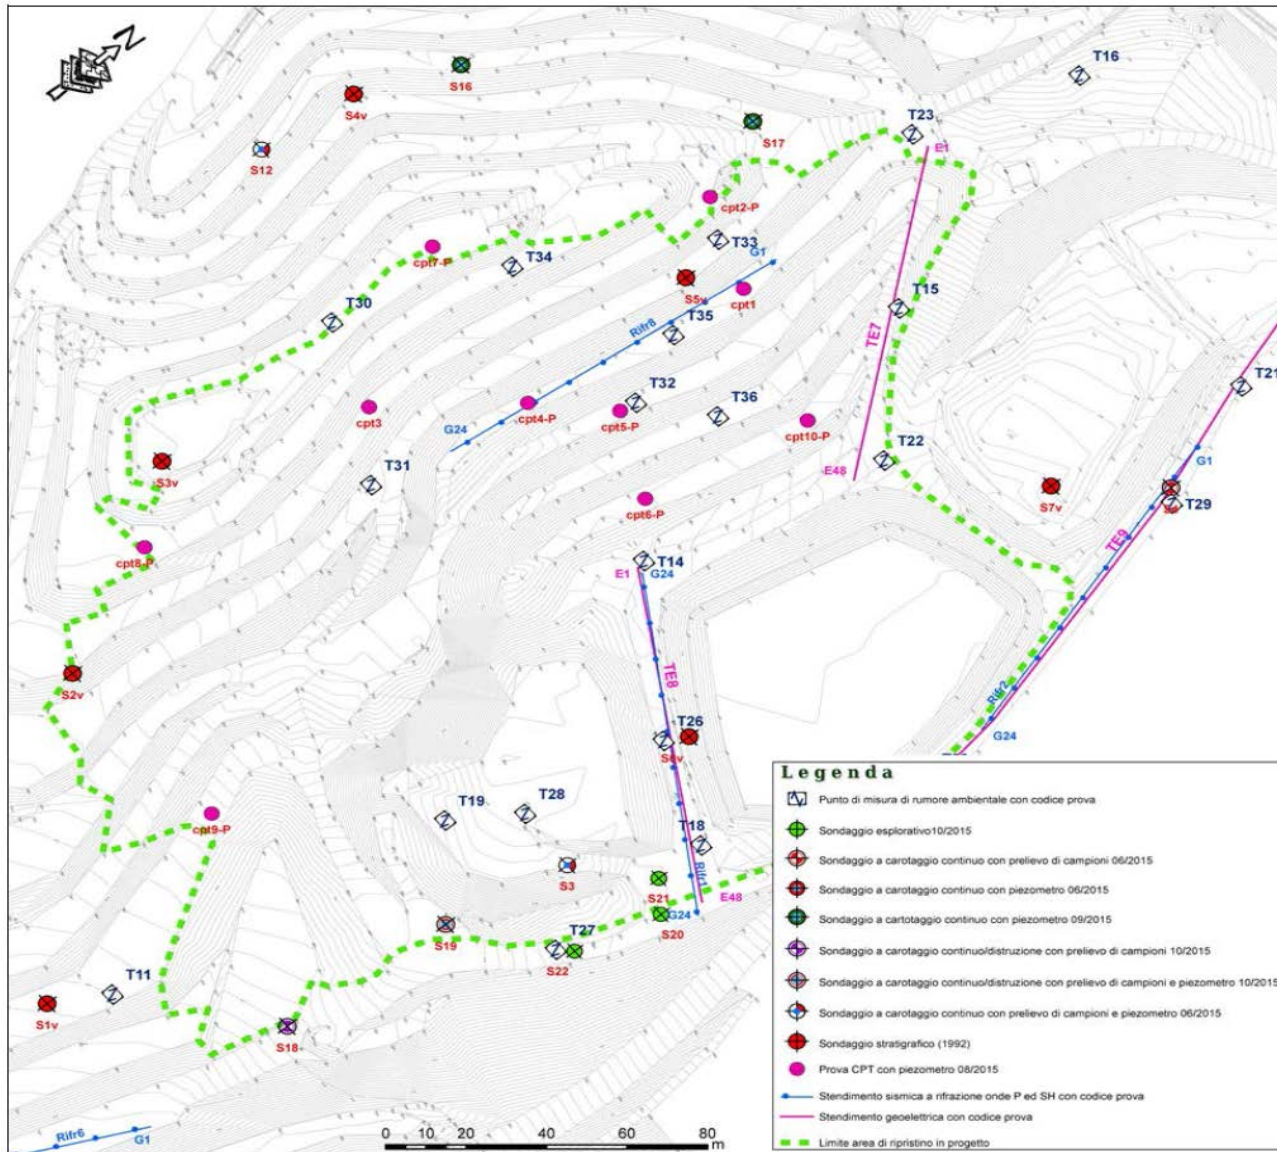 N
T16
S16
S4v
T23
S17
E1
S12
cpt2-P
T33
cpt7-P
T34
G1
S5v
cpt1
T30
T15
T35
Rifr8
TE7
T21
T32
T36
cpt3
cpt4-P
cpt5-P
G24
cpt10-P
T22
G1
T31
E48
S3v
cpt6-P
S7v
T29
TE9
cpt8-P
T14
E1
G24
TE8
S2v
Rifr2
T26
G24
S6v
T19
T28
cpt9-P
T18
S3
Rifr1
S21
E48
G24
S19
T27
S20
S22
T11
S1v
S18
Rifr6
G1
0 20 40 60 80
m
Legenda
Punto di misura di rumore ambientale con codice prova
Sondaggio esplorativo10/2015
Sondaggio a carotaggio continuo con prelievo di campioni 06/2015
Sondaggio a carotaggio continuo con piezometro 06/2015
Sondaggio a cartotaggio continuo con piezometro 09/2015
Sondaggio a carotaggio continuo/distruzione con prelievo di campioni 10/2015
Sondaggio a carotaggio continuo/distruzione con prelievo di campioni e piezometro 10/2015
Sondaggio a carotaggio continuo con prelievo di campioni e piezometro 06/2015
Sondaggio stratigrafico (1992)
Prova CPT con piezometro 08/2015
Stendimento sismica a rifrazione onde P ed SH con codice prova
Stendimento geoelettrica con codice prova
Limite area di ripristino in progetto